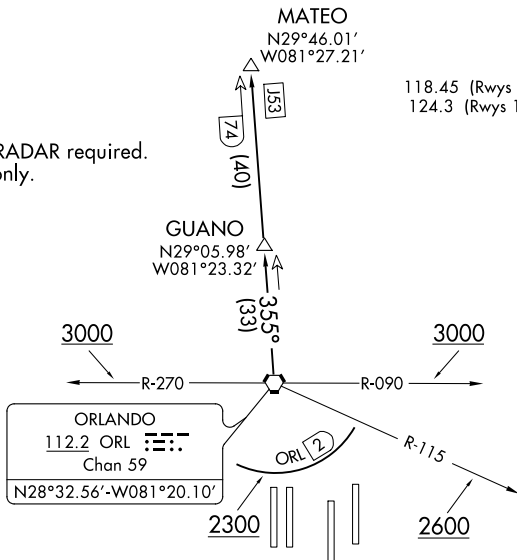 MATEO
N29°46.01'
W081°27.21'
118.45 (Rwys
124.3 (Rwys 1
J53
74
(40)
RADAR required.
only.
GUANO
N29°05.98'
W081°23.32'
355°
(33)
3000
3000
R-270
R-090
ORLANDO
112.2 ORL
Chan 59
N28°32.56'-W081°20.10'
ORL 2
R-115
2300
2600